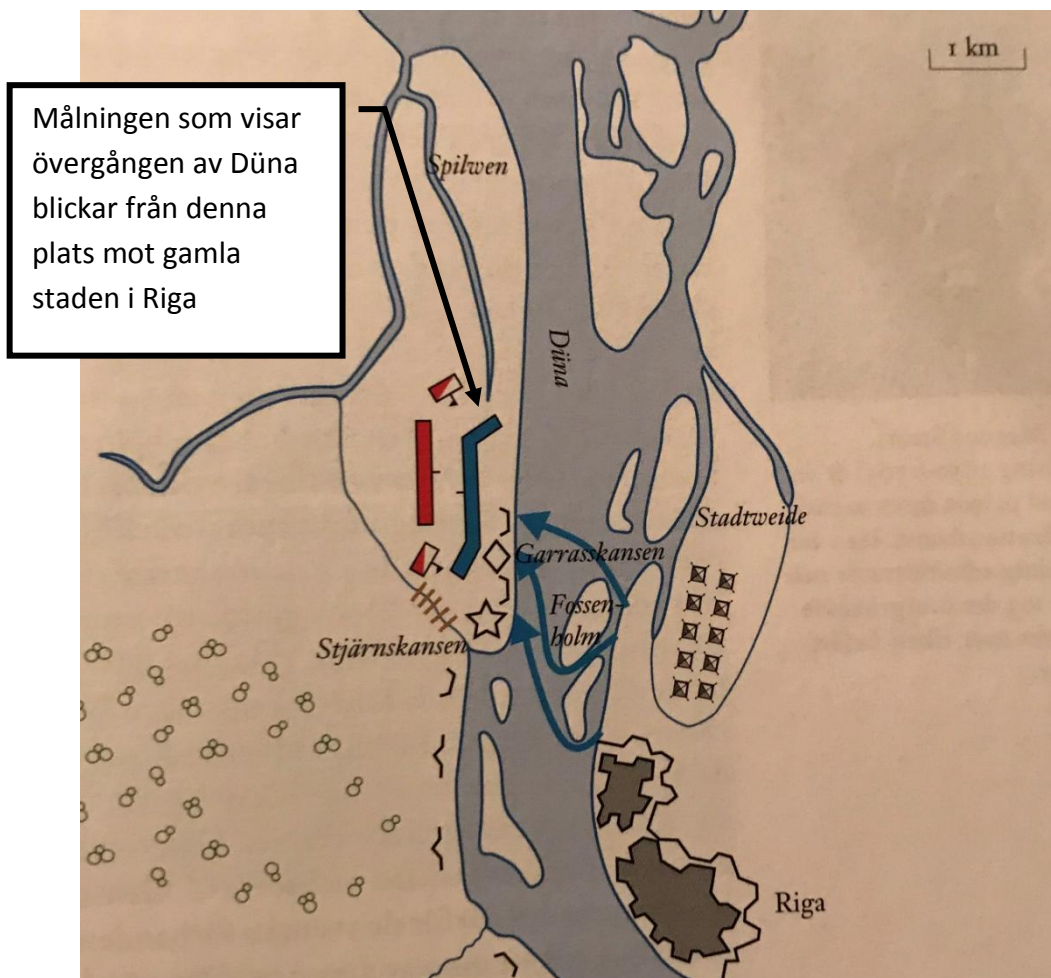 1 km
Målningen som visar
övergången av Düna
blickar från denna
plats mot gamla
staden i Riga
Spilwen
Düna
Stadtweide
Garrasskansen
Fossen-
holm
Stjärnskansen
Riga